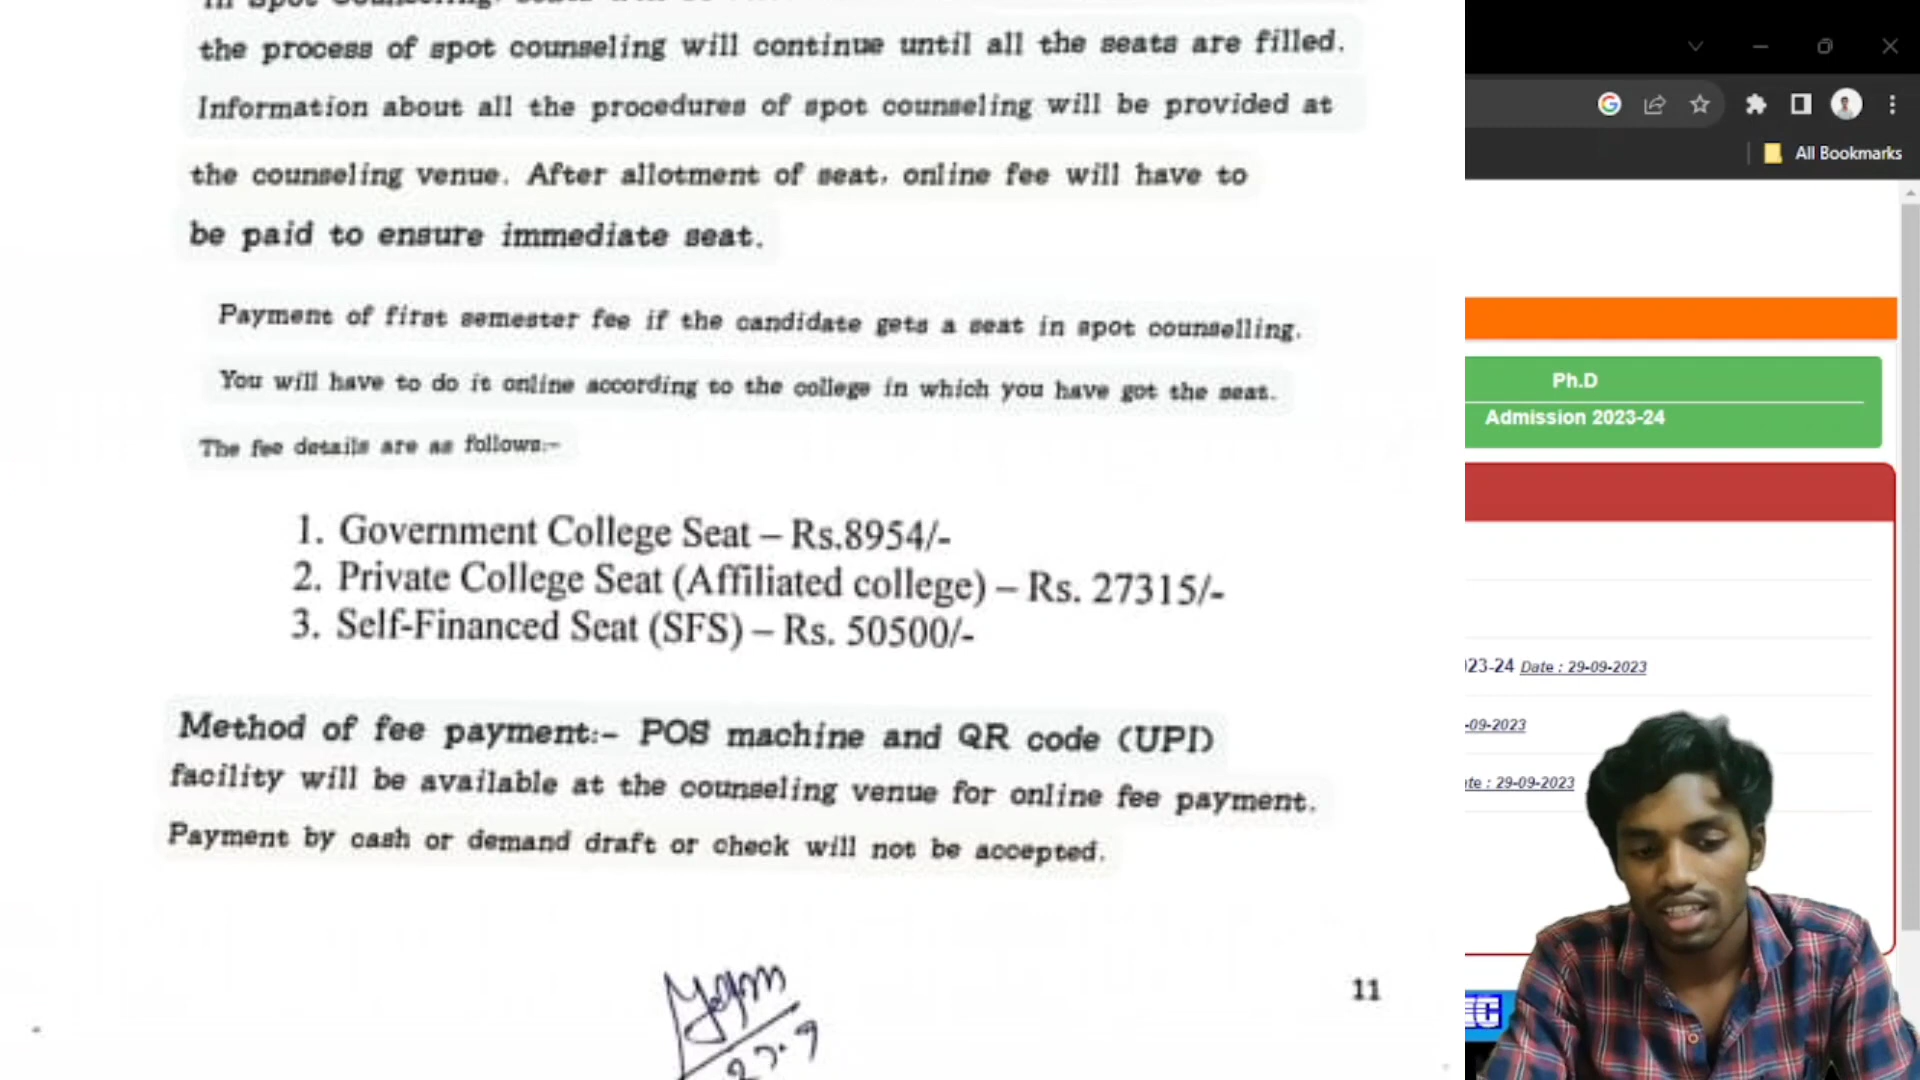 the process of spot counseling will continue until all the seats are filled.
Information about all the procedures of spot counseling will be provided at
the counseling venue. After allotment of seat, online fee will have to
be paid to ensure immediate seat.
Payment of first semester fee if the candidate gets a seat in spot counselling.
You will have to do it online according to the college in which you have got the seat.
The fee details are as follows:-
1. Government College Seat – Rs.8954/-
2. Private College Seat (Affiliated college) – Rs. 27315/-
3. Self-Financed Seat (SFS) – Rs. 50500/-
Method of fee payment:- POS machine and QR code (UPI)
facility will be available at the counseling venue for online fee payment.
Payment by cash or demand draft or check will not be accepted.
11
All Bookmarks
Ph.D
Admission 2023-24
23-24 Date : 29-09-2023
-09-2023
te : 29-09-2023